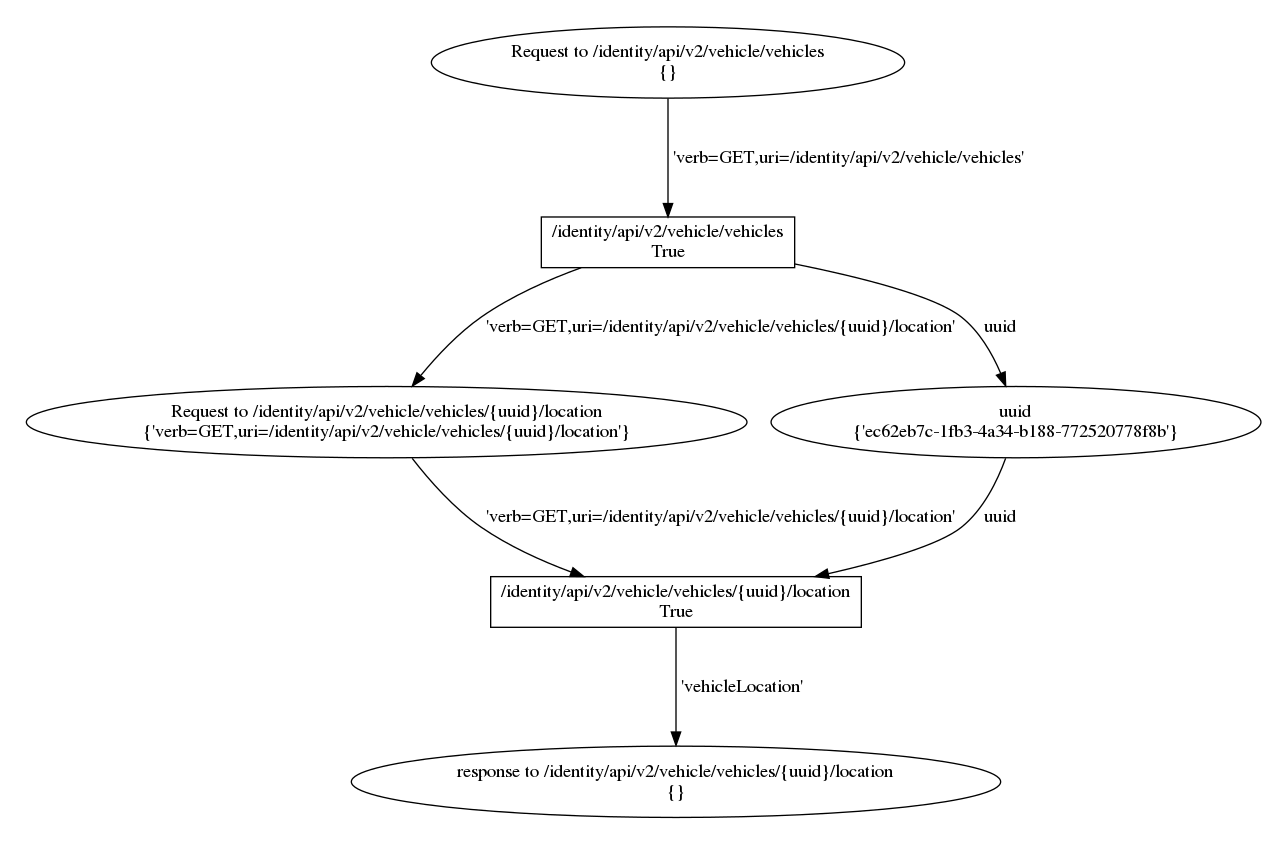 Request to /identity/api/v2/vehicle/vehicles
{}
'verb=GET,uri=/identity/api/v2/vehicle/vehicles'
/identity/api/v2/vehicle/vehicles
True
'verb=GET,uri=/identity/api/v2/vehicle/vehicles/{uuid}/location'
uuid
Request to /identity/api/v2/vehicle/vehicles/{uuid}/location
{'verb=GET,uri=/identity/api/v2/vehicle/vehicles/{uuid}/location'}
uuid
{'ec62eb7c-1fb3-4a34-b188-772520778f8b'}
'verb=GET,uri=/identity/api/v2/vehicle/vehicles/{uuid}/location'
uuid
/identity/api/v2/vehicle/vehicles/{uuid}/location
True
'vehicleLocation'
response to /identity/api/v2/vehicle/vehicles/{uuid}/location
{}